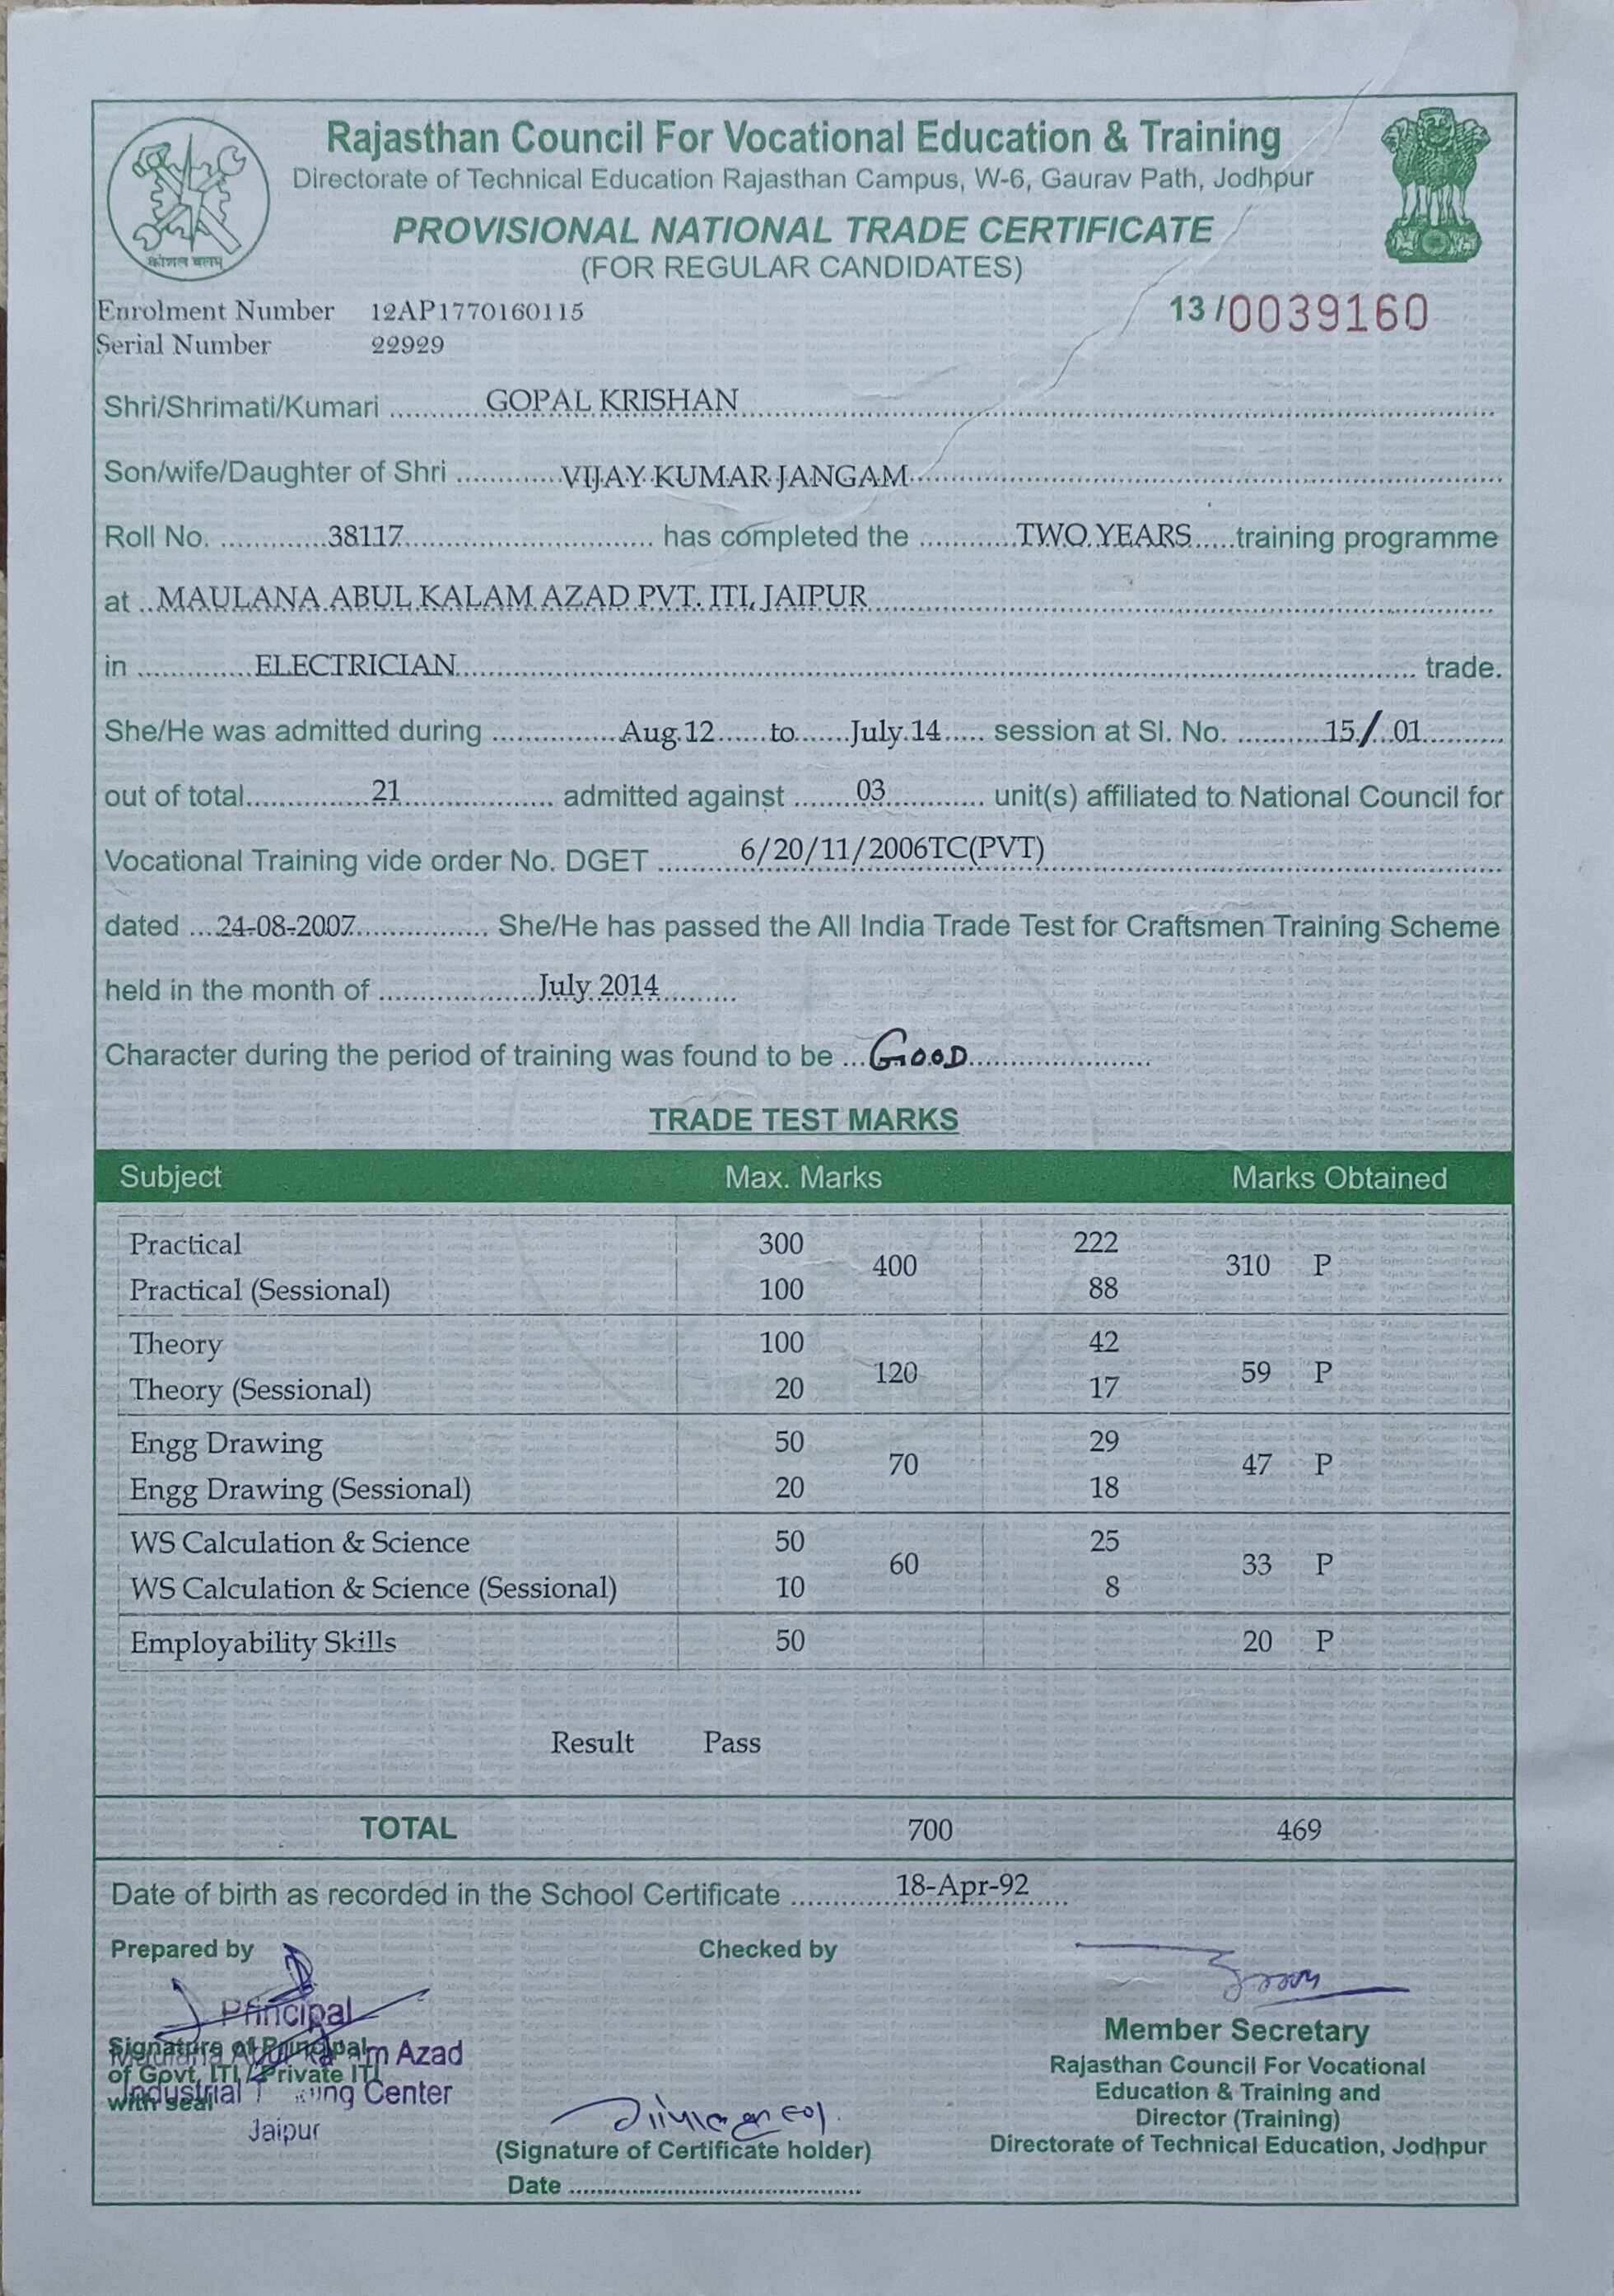 Rajasthan Council For Vocational Education & Training
Directorate of Technical Education Rajasthan Campus, W-6, Gaurav Path, Jodhpur
PROVISIONAL NATIONAL TRADE CERTIFICATE
(FOR REGULAR CANDIDATES)
कौशल बलम्
Enrolment Number 12AP1770160115
13/0039160
Serial Number 22929
Shri/Shrimati/Kumari GOPAL KRISHAN
Son/wife/Daughter of Shri VIJAY KUMAR JANGAM
Roll No. 38117 has completed the TWO YEARS training programme
at MAULANA ABUL KALAM AZAD PVT. ITI, JAIPUR
in ELECTRICIAN trade.
She/He was admitted during Aug 12 to July 14 session at Sl. No. 15/ 01
out of total 21 admitted against 03 unit(s) affiliated to National Council for
Vocational Training vide order No. DGET 6/20/11/2006TC(PVT)
dated 24-08-2007 She/He has passed the All India Trade Test for Craftsmen Training Scheme
held in the month of July 2014
Character during the period of training was found to be GOOD
TRADE TEST MARKS
Subject Max. Marks Marks Obtained
Practical 300 222
400 310 P
Practical (Sessional) 100 88
Theory 100 42
120 59 P
Theory (Sessional) 20 17
Engg Drawing 50 29
70 47 P
Engg Drawing (Sessional) 20 18
WS Calculation & Science 50 25
60 33 P
WS Calculation & Science (Sessional) 10 8
Employability Skills 50 20 P
Result Pass
TOTAL 700 469
Date of birth as recorded in the School Certificate 18-Apr-92
Prepared by Checked by
Principal
Signature of Principal
of Govt. ITI / Private ITI
with seal
Maulana Abul Kalam Azad
Industrial Center
Jaipur
(Signature of Certificate holder)
Date
Member Secretary
Rajasthan Council For Vocational
Education & Training and
Director (Training)
Directorate of Technical Education, Jodhpur